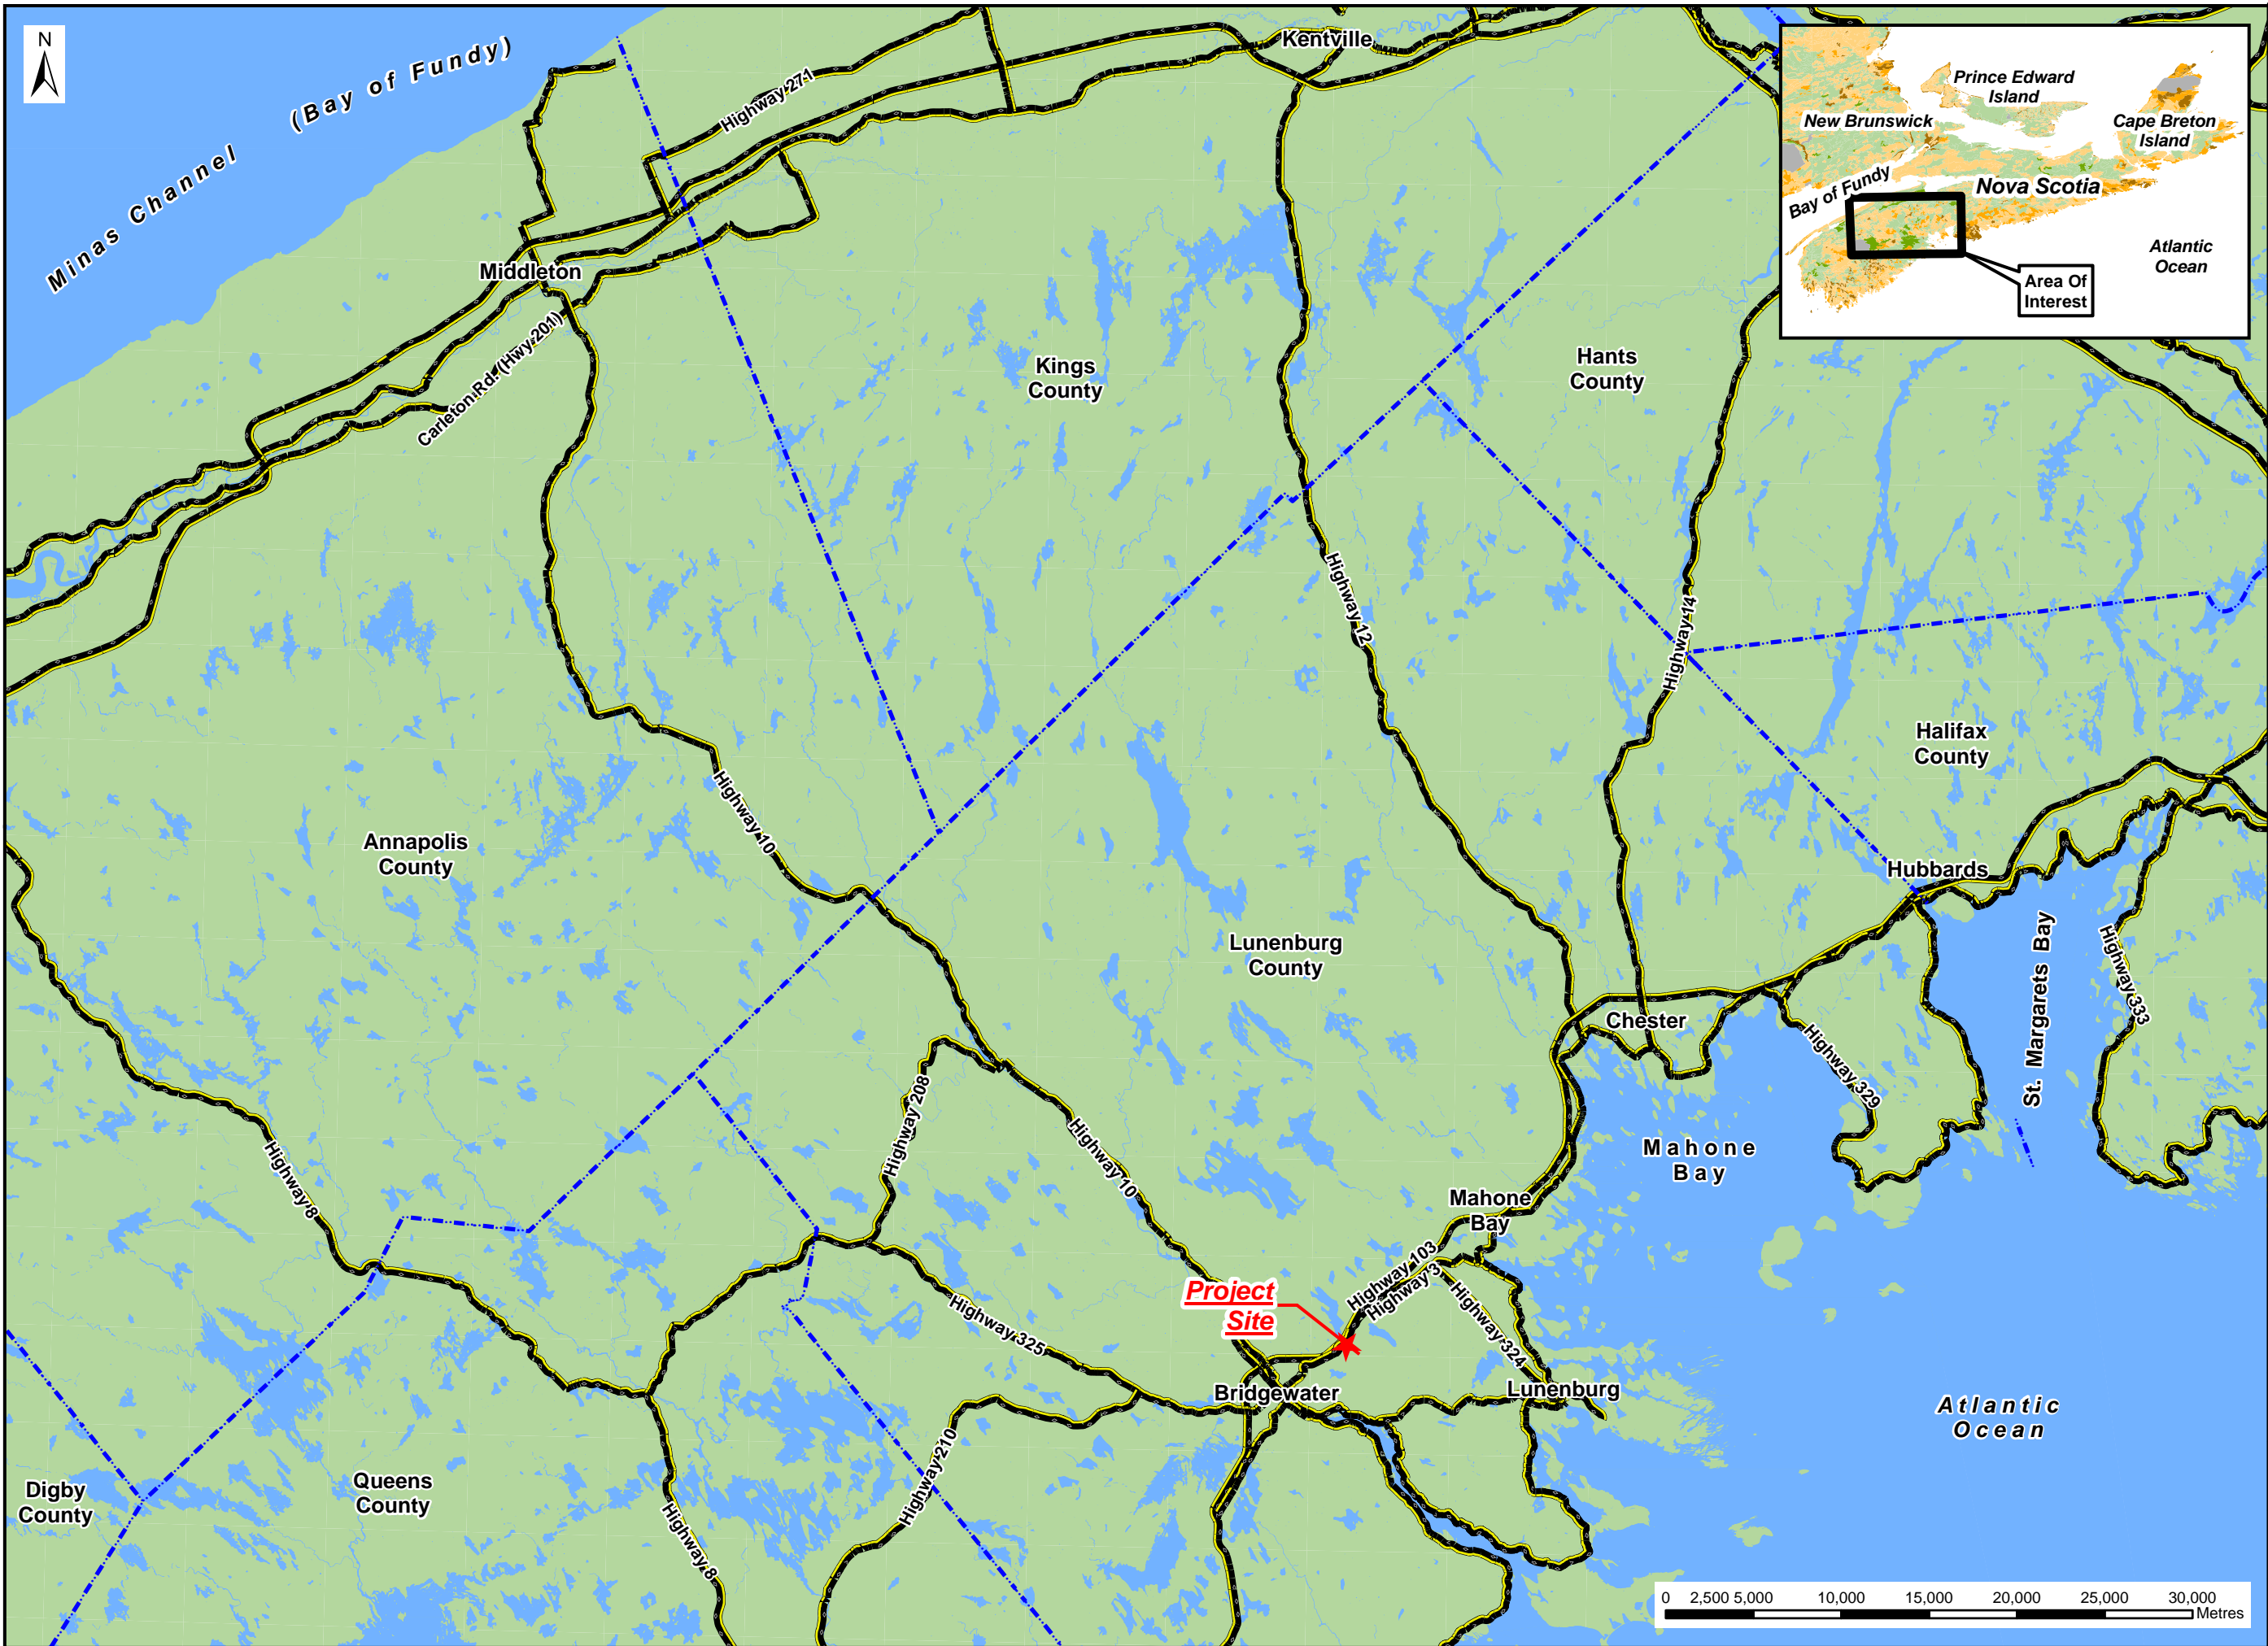 N
Minas Channel (Bay of Fundy)
Kentville
Highway 271
Prince Edward
Island
New Brunswick
Cape Breton
Island
Bay of Fundy
Nova Scotia
Atlantic
Ocean
Area Of
Interest
Middleton
Carleton Rd. (Hwy 201)
Kings
County
Hants
County
Highway 12
Highway 14
Halifax
County
Highway 10
Annapolis
County
Hubbards
Lunenburg
County
St. Margarets Bay
Highway 333
Chester
Highway 329
Highway 208
Highway 10
Mahone
Bay
Highway 8
Mahone
Bay
Highway 103
Highway 3
Project
Site
Highway 324
Highway 325
Bridgewater
Lunenburg
Atlantic
Ocean
Highway 210
Digby
County
Queens
County
Highway 8
0 2,500 5,000 10,000 15,000 20,000 25,000 30,000
Metres